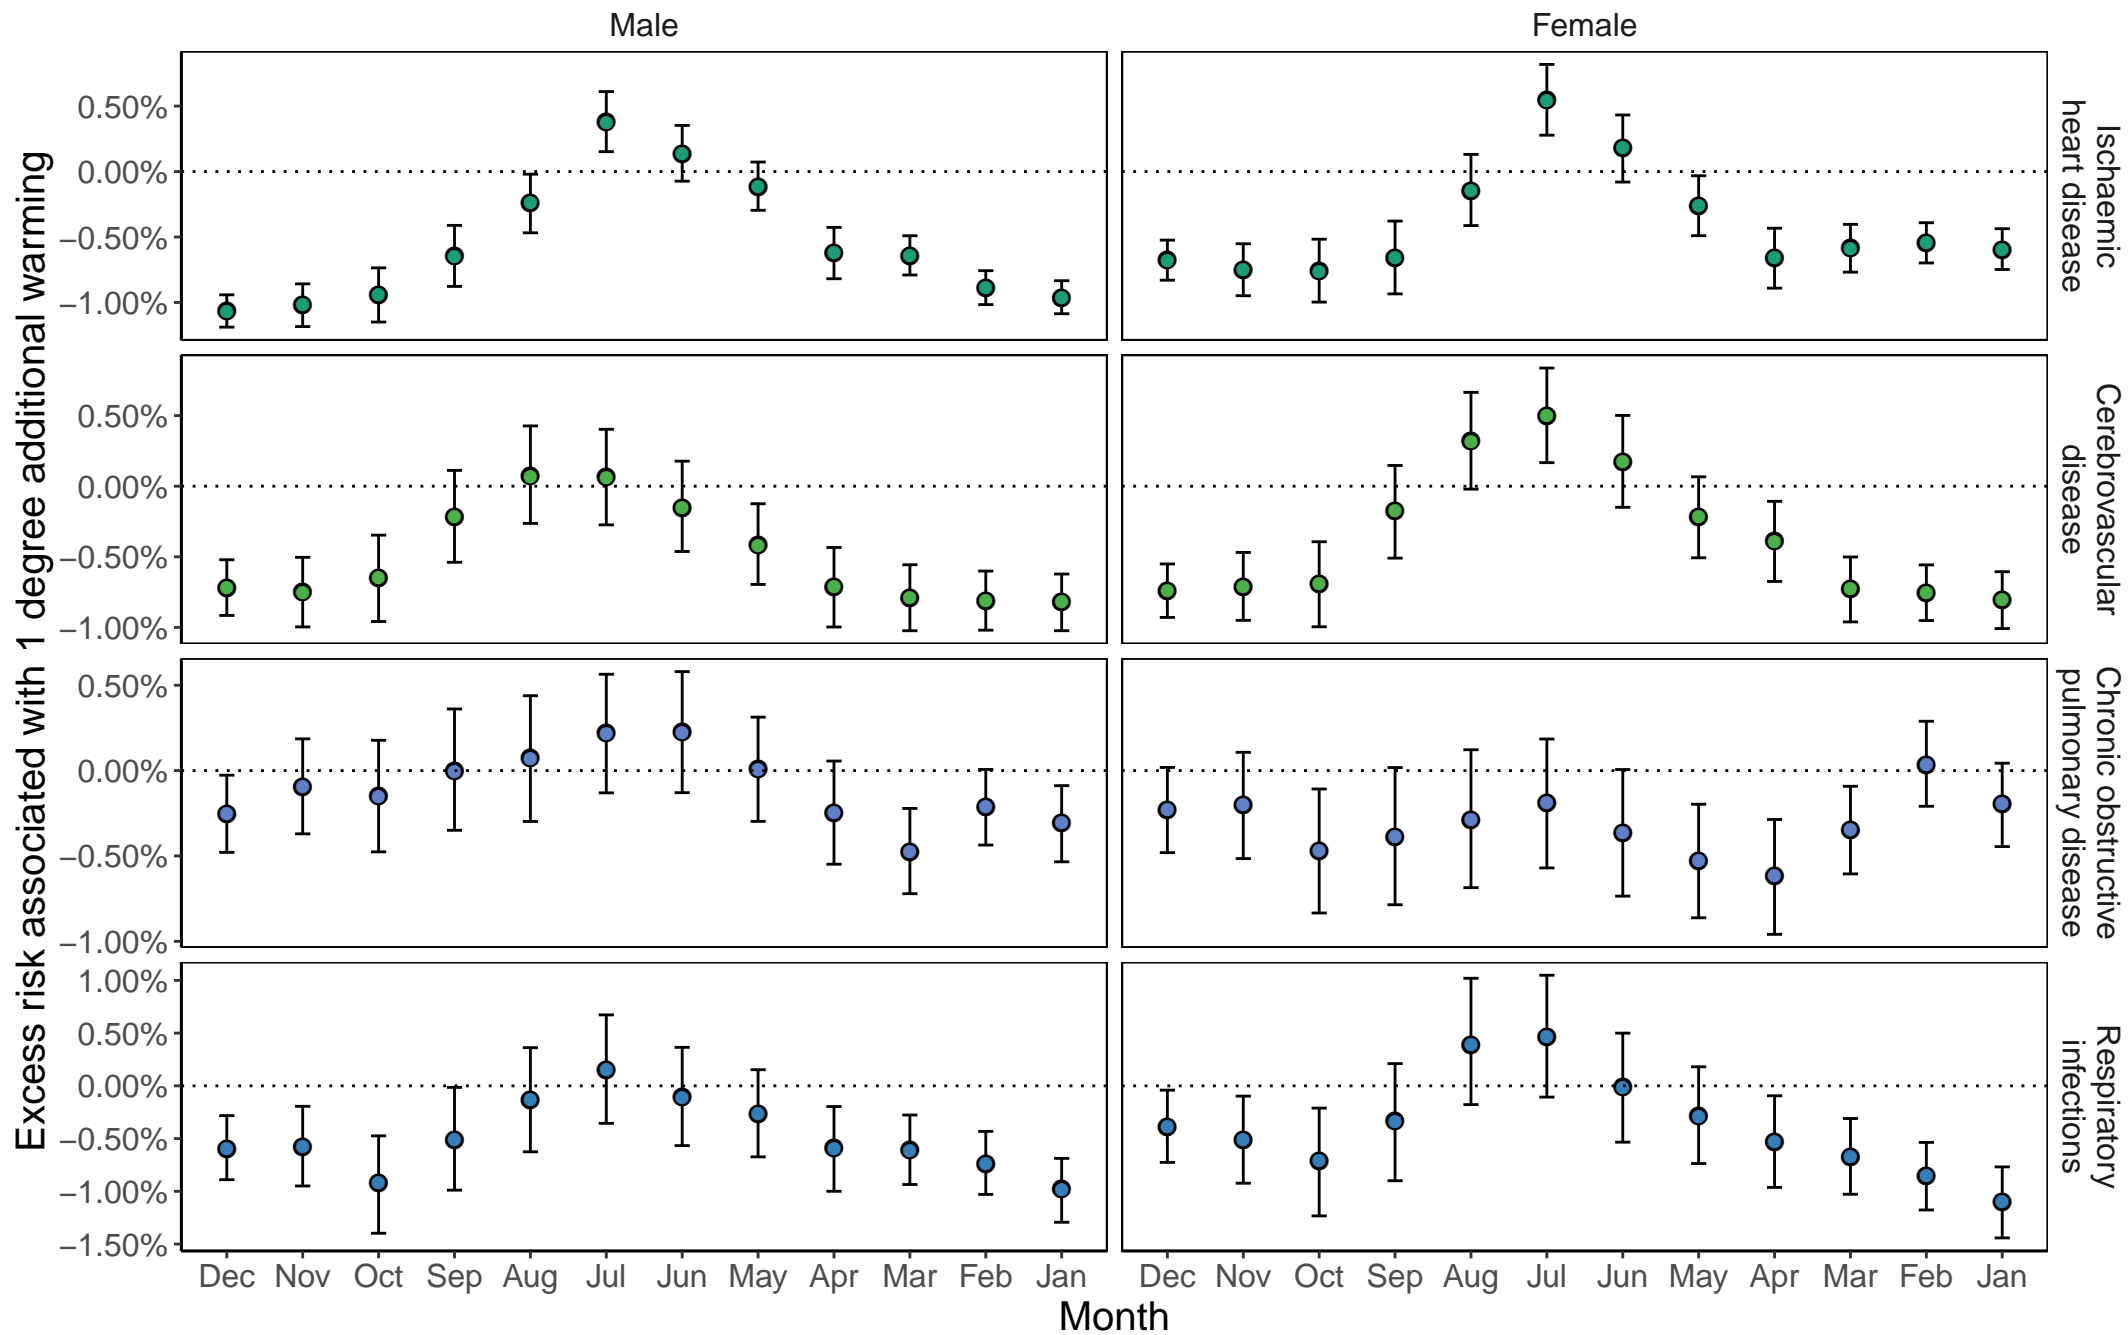 Male
Female
Excess risk associated with 1 degree additional warming
0.50%
0.00%
−0.50%
−1.00%
Ischaemic
heart disease
0.50%
0.00%
−0.50%
−1.00%
Cerebrovascular
disease
0.50%
0.00%
−0.50%
−1.00%
Chronic obstructive
pulmonary disease
1.00%
0.50%
0.00%
−0.50%
−1.00%
−1.50%
Respiratory
infections
Dec Nov Oct Sep Aug Jul Jun May Apr Mar Feb Jan
Dec Nov Oct Sep Aug Jul Jun May Apr Mar Feb Jan
Month